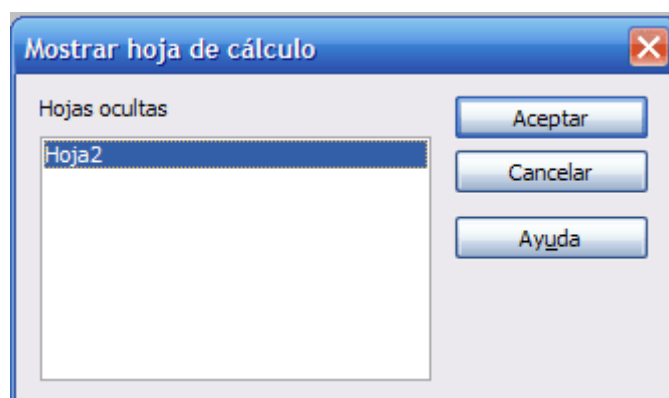 Mostrar hoja de cálculo
Hojas ocultas
Hoja2
Aceptar
Cancelar
Ayuda